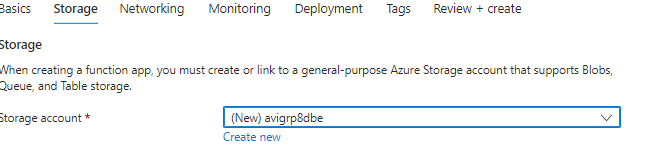 Basics Storage Networking Monitoring Deployment Tags Review + create
Storage
When creating a function app, you must create or link to a general-purpose Azure Storage account that supports Blobs,
Queue, and Table storage.
Storage account * (New) avigrp8dbe
Create new